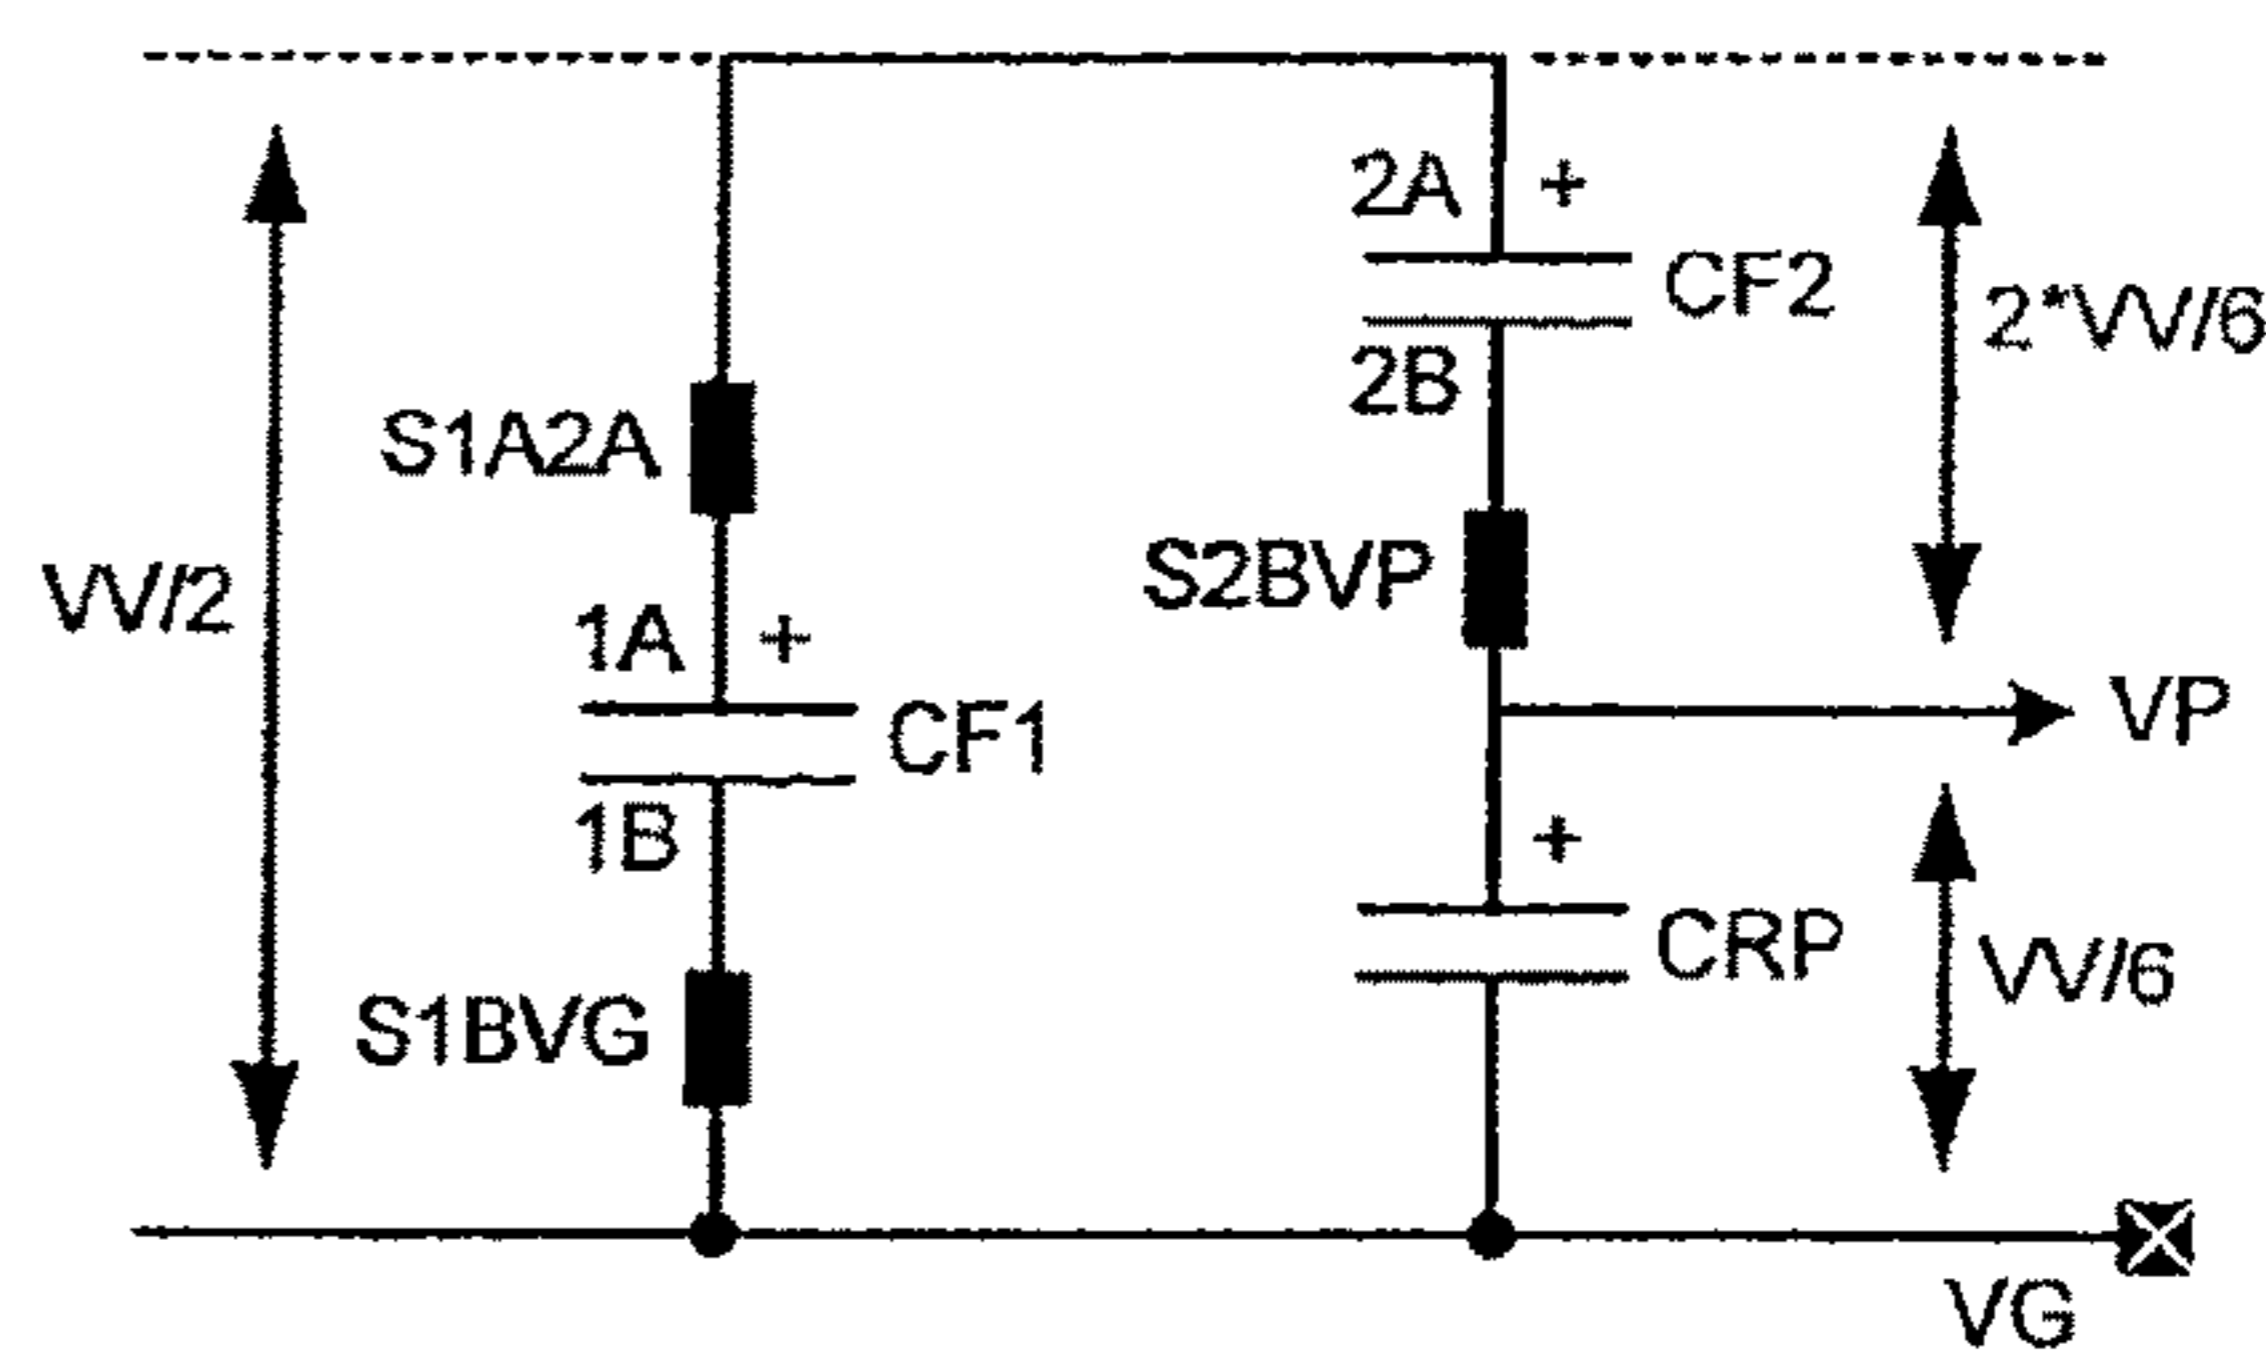 2A +
CF2
2*VV/6
2B
S1A2A
S2BVP
VV/2
1A +
VP
CF1
1B
+
CRP
VV/6
S1BVG
VG